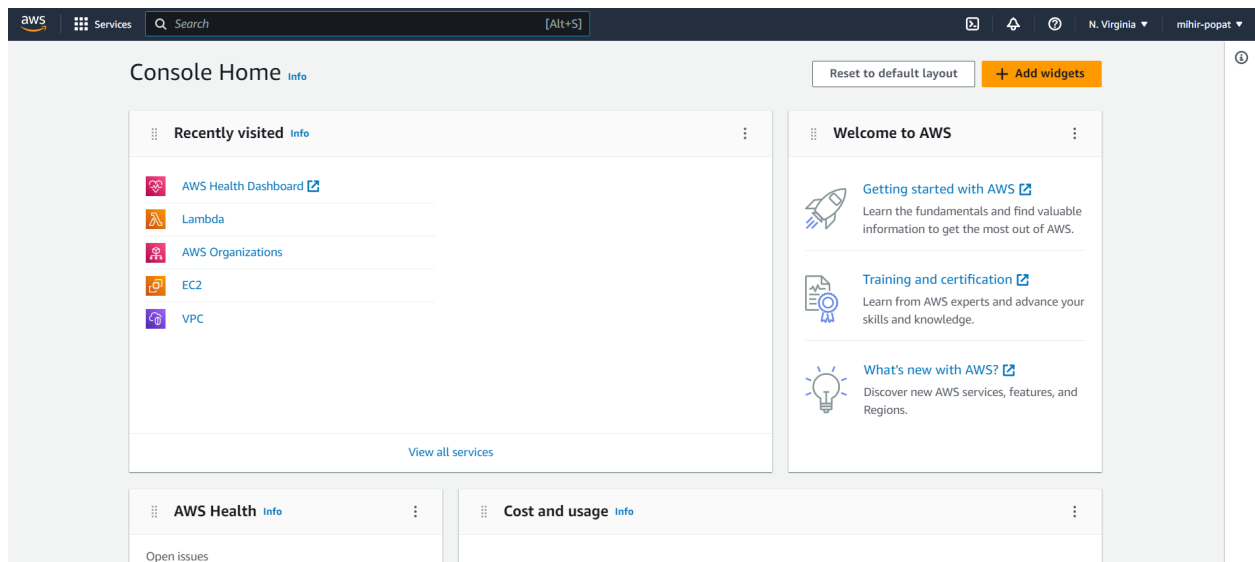 aws Services Search [Alt+S] N. Virginia ▼ mihir-popat ▼
Console Home Info
Reset to default layout
+ Add widgets
Recently visited Info
AWS Health Dashboard
Lambda
AWS Organizations
EC2
VPC
View all services
Welcome to AWS
Getting started with AWS
Learn the fundamentals and find valuable
information to get the most out of AWS.
Training and certification
Learn from AWS experts and advance your
skills and knowledge.
What's new with AWS?
Discover new AWS services, features, and
Regions.
AWS Health Info
Open issues
Cost and usage Info